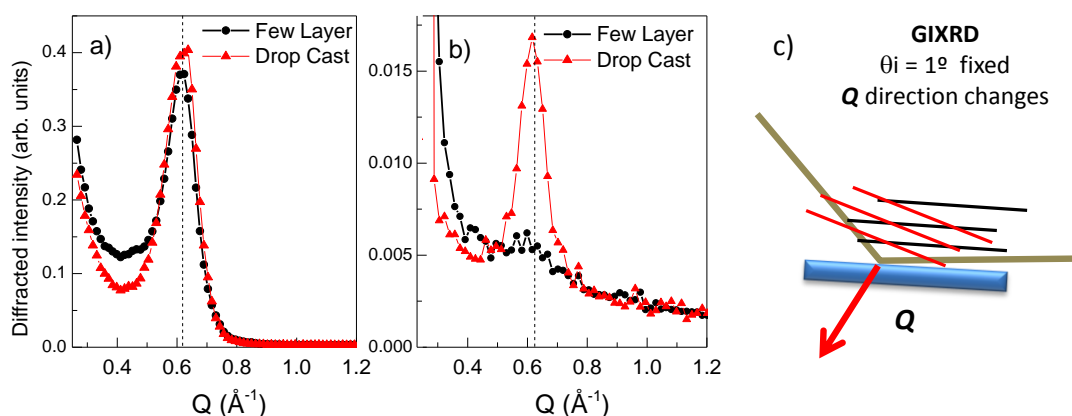 a)
Few Layer
Drop Cast
Diffracted intensity (arb. units)
0.4
0.3
0.2
0.1
0.0
0.4 0.6 0.8 1.0 1.2
Q (Å⁻¹)
b)
Few Layer
Drop Cast
0.015
0.010
0.005
0.000
0.4 0.6 0.8 1.0 1.2
Q (Å⁻¹)
c)
GIXRD
θi = 1º fixed
Q direction changes
Q